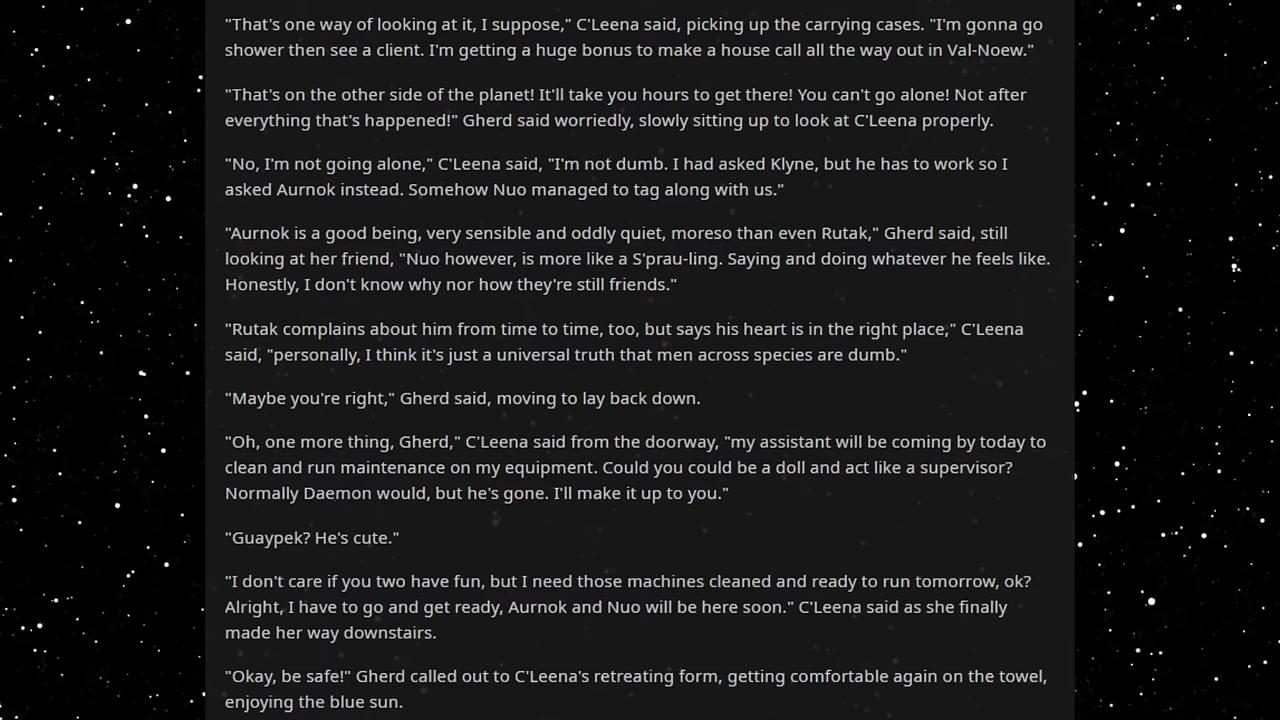 "That's one way of looking at it, I suppose," C'Leena said, picking up the carrying cases. "I'm gonna go
shower then see a client. I'm getting a huge bonus to make a house call all the way out in Val-Noew."
"That's on the other side of the planet! It'll take you hours to get there! You can't go alone! Not after
everything that's happened!" Gherd said worriedly, slowly sitting up to look at C'Leena properly.
"No, I'm not going alone," C'Leena said, "I'm not dumb. I had asked Klyne, but he has to work so I
asked Aurnok instead. Somehow Nuo managed to tag along with us."
"Aurnok is a good being, very sensible and oddly quiet, moreso than even Rutak," Gherd said, still
looking at her friend, "Nuo however, is more like a S'prau-ling. Saying and doing whatever he feels like.
Honestly, I don't know why nor how they're still friends."
"Rutak complains about him from time to time, too, but says his heart is in the right place," C'Leena
said, "personally, I think it's just a universal truth that men across species are dumb."
"Maybe you're right," Gherd said, moving to lay back down.
"Oh, one more thing, Gherd," C'Leena said from the doorway, "my assistant will be coming by today to
clean and run maintenance on my equipment. Could you could be a doll and act like a supervisor?
Normally Daemon would, but he's gone. I'll make it up to you."
"Guaypek? He's cute."
"I don't care if you two have fun, but I need those machines cleaned and ready to run tomorrow, ok?
Alright, I have to go and get ready, Aurnok and Nuo will be here soon." C'Leena said as she finally
made her way downstairs.
"Okay, be safe!" Gherd called out to C'Leena's retreating form, getting comfortable again on the towel,
enjoying the blue sun.